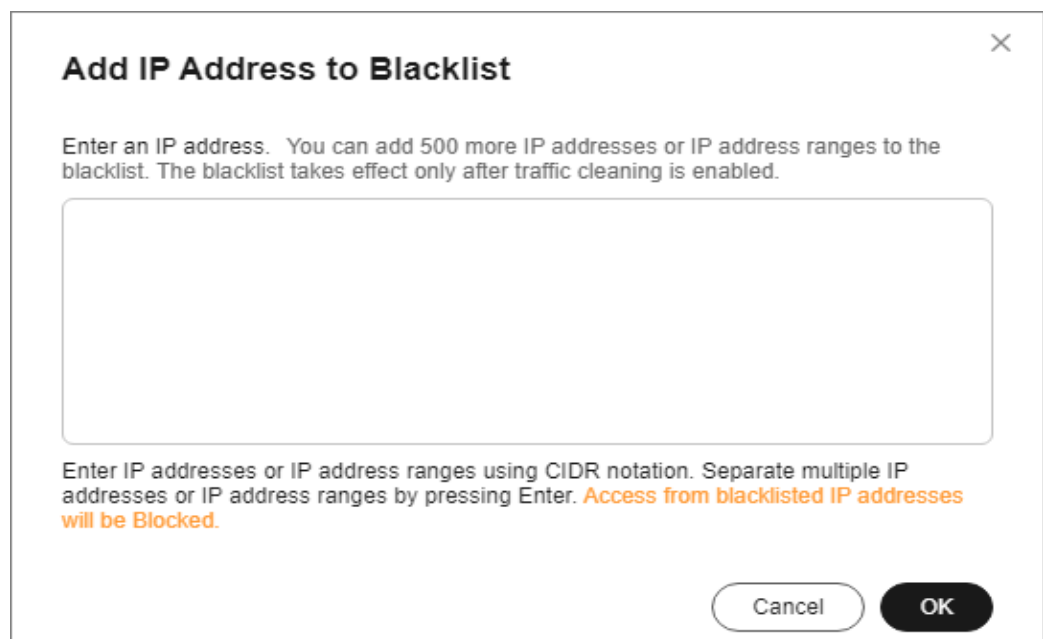 Add IP Address to Blacklist
Enter an IP address. You can add 500 more IP addresses or IP address ranges to the
blacklist. The blacklist takes effect only after traffic cleaning is enabled.
Enter IP addresses or IP address ranges using CIDR notation. Separate multiple IP
addresses or IP address ranges by pressing Enter. Access from blacklisted IP addresses
will be Blocked.
Cancel OK